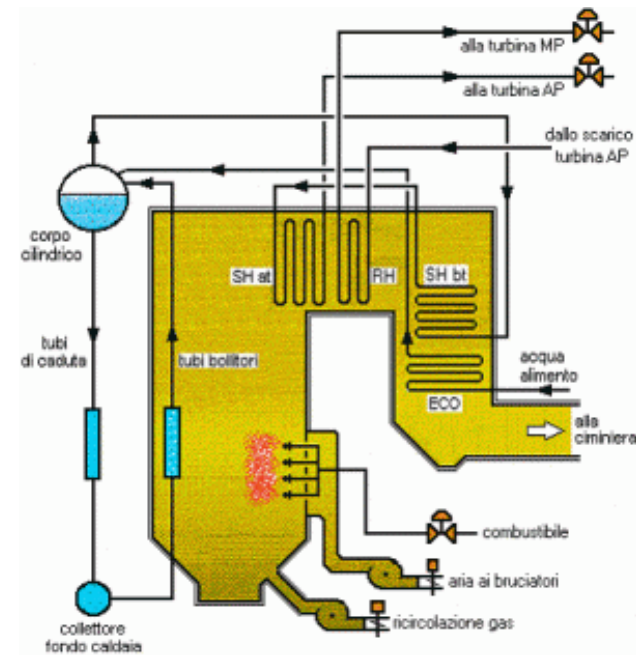 alla turbina MP
alla turbina AP
dallo scarico
turbina AP
corpo
cilindrico
SH at
RH
SH bt
tubi
di caduta
tubi bollitori
acqua
alimento
ECO
alla
ciminiera
combustibile
aria ai bruciatori
ricircolazione gas
collettore
fondo caldaia